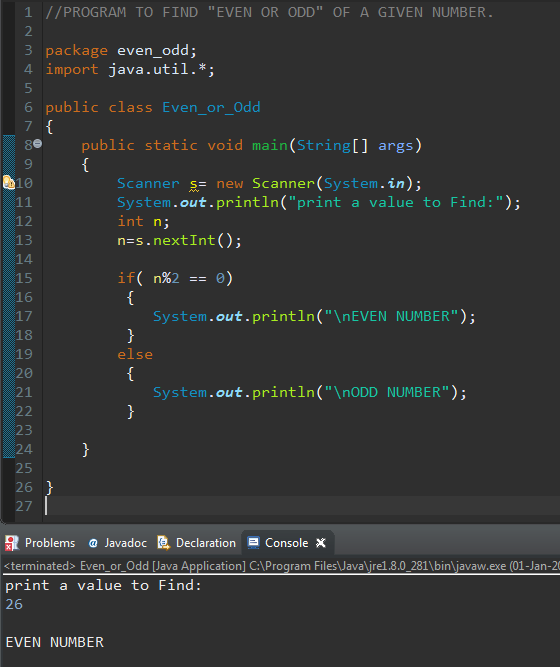 1 //PROGRAM TO FIND "EVEN OR ODD" OF A GIVEN NUMBER.
2
3 package even_odd;
4 import java.util.*;
5
6 public class Even_or_Odd
7 {
8 public static void main(String[] args)
9 {
10 Scanner s= new Scanner(System.in);
11 System.out.println("print a value to Find:");
12 int n;
13 n=s.nextInt();
14
15 if( n%2 == 0)
16 {
17 System.out.println("\nEVEN NUMBER");
18 }
19 else
20 {
21 System.out.println("\nODD NUMBER");
22 }
23
24 }
25
26 }
27
Problems @ Javadoc Declaration Console
<terminated> Even_or_Odd [Java Application] C:\Program Files\Java\jre1.8.0_281\bin\javaw.exe (01-Jan-20
print a value to Find:
26
EVEN NUMBER